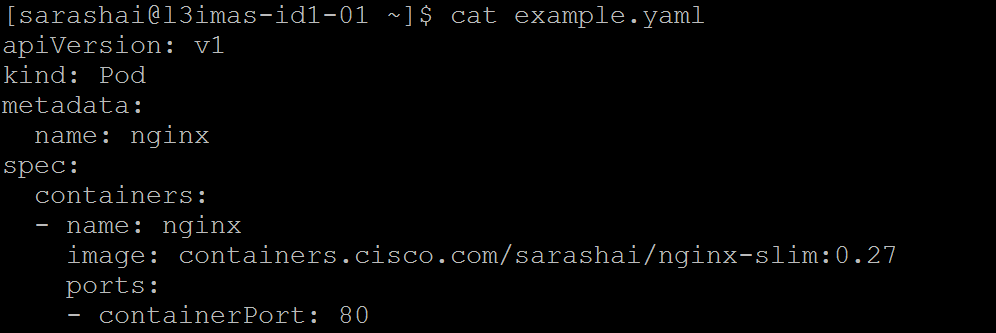 [sarashai@l3imas-id1-01 ~]$ cat example.yaml
apiVersion: v1
kind: Pod
metadata:
  name: nginx
spec:
  containers:
  - name: nginx
    image: containers.cisco.com/sarashai/nginx-slim:0.27
    ports:
    - containerPort: 80